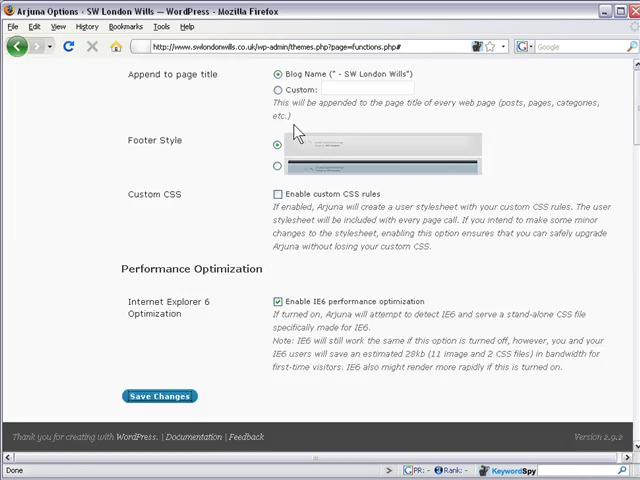 Arjuna Options ‹ SW London Wills — WordPress - Mozilla Firefox
File Edit View History Bookmarks Tools Help
http://www.swlondonwills.co.uk/wp-admin/themes.php?page=functions.php#
Google
Append to page title
Blog Name (" - SW London Wills")
Custom:
This will be appended to the page title of every web page (posts, pages, categories,
etc.)
Footer Style
Custom CSS
Enable custom CSS rules
If enabled, Arjuna will create a user stylesheet with your custom CSS rules. The user
stylesheet will be included with every page call. If you intend to make some minor
changes to the stylesheet, enabling this option ensures that you can safely upgrade
Arjuna without losing your custom CSS.
Performance Optimization
Internet Explorer 6
Optimization
Enable IE6 performance optimization
If turned on, Arjuna will attempt to detect IE6 and serve a stand-alone CSS file
specifically made for IE6.
Note: IE6 will still work the same if this option is turned off, however, you and your
IE6 users will save an estimated 28kb (11 image and 2 CSS files) in bandwidth for
first-time visitors. IE6 also might render more rapidly if this is turned on.
Save Changes
Thank you for creating with WordPress. | Documentation | Feedback
Version 2.9.2
Done
PR: - Rank: - KeywordSpy